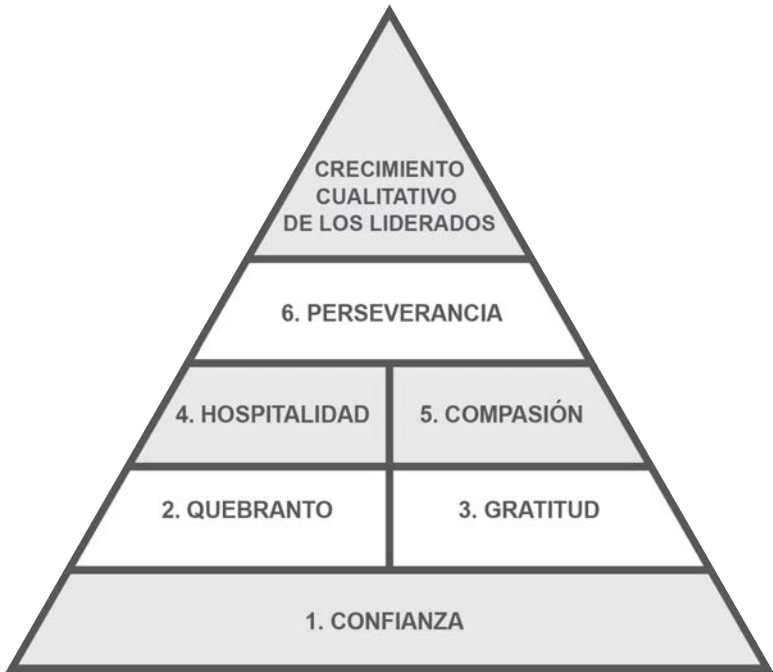 CRECIMIENTO
CUALITATIVO
DE LOS LIDERADOS
6. PERSEVERANCIA
4. HOSPITALIDAD
5. COMPASIÓN
2. QUEBRANTO
3. GRATITUD
1. CONFIANZA